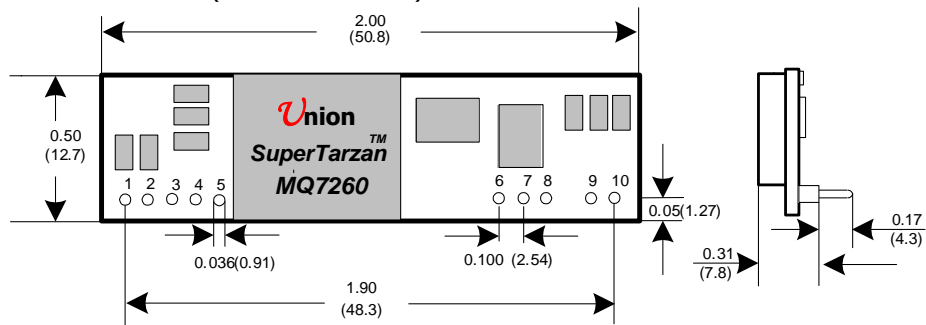 2.00
(50.8)
0.50
(12.7)
Union
SuperTarzan™
MQ7260
1 2 3 4 5
6 7 8 9 10
0.05(1.27)
0.036(0.91)
0.100 (2.54)
0.17
(4.3)
0.31
(7.8)
1.90
(48.3)